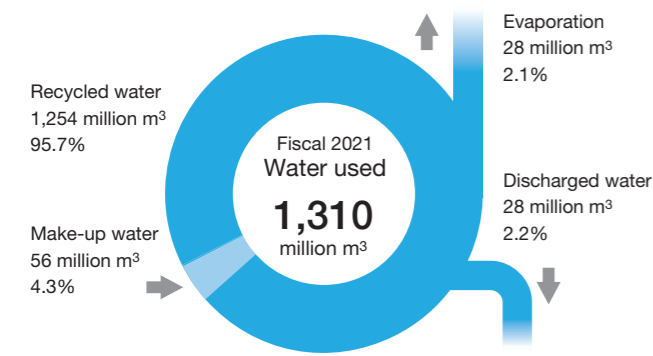 Evaporation
28 million m³
2.1%
Recycled water
1,254 million m³
95.7%
Fiscal 2021
Water used
1,310
million m³
Discharged water
28 million m³
2.2%
Make-up water
56 million m³
4.3%